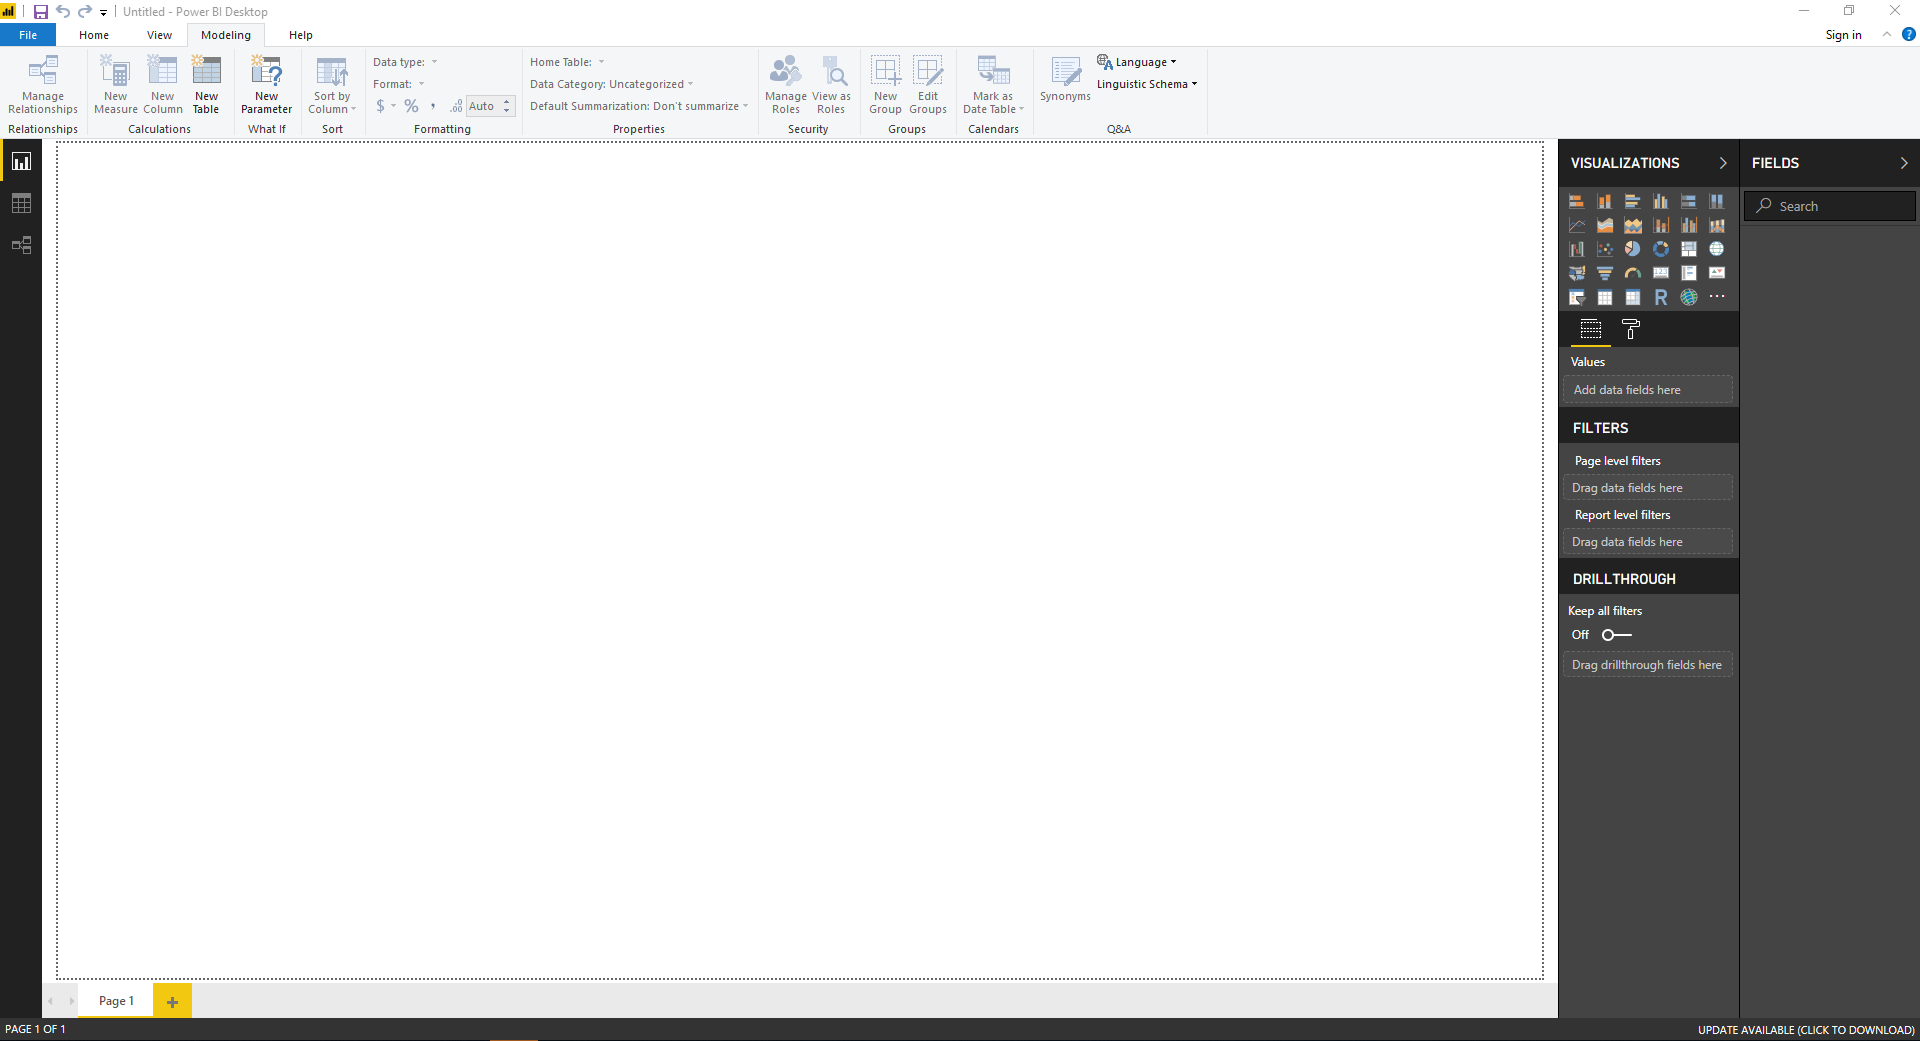 Untitled - Power BI Desktop
File Home View Modeling Help Sign in
Manage Relationships
New Measure
New Column
New Table
New Parameter
Sort by Column
Data type:
Format:
$ % , .00 Auto
Home Table:
Data Category: Uncategorized
Default Summarization: Don't summarize
Manage Roles
View as Roles
New Group
Edit Groups
Mark as Date Table
Synonyms
Language
Linguistic Schema
Relationships Calculations What If Sort Formatting Properties Security Groups Calendars Q&A
VISUALIZATIONS
R
Values
Add data fields here
FILTERS
Page level filters
Drag data fields here
Report level filters
Drag data fields here
DRILLTHROUGH
Keep all filters
Off
Drag drillthrough fields here
FIELDS
Search
Page 1
PAGE 1 OF 1
UPDATE AVAILABLE (CLICK TO DOWNLOAD)